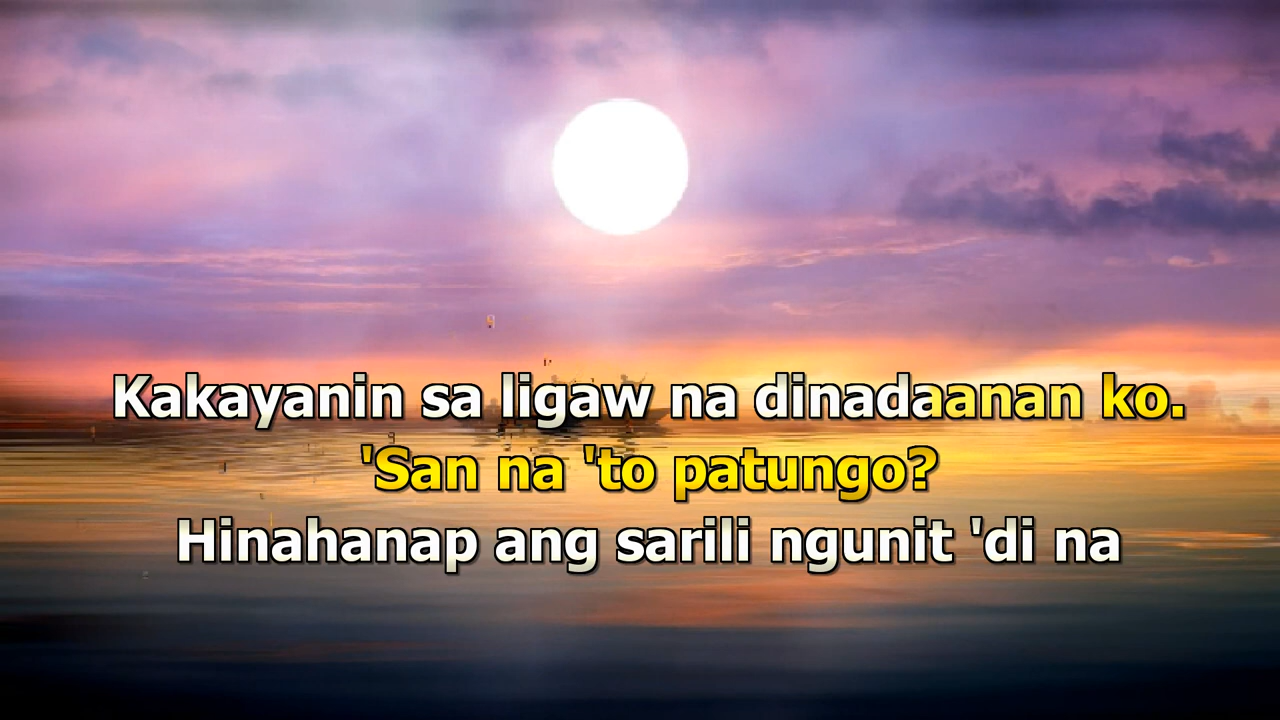 Kakayanin sa ligaw na dinadaanan ko.
'San na 'to patungo?
Hinahanap ang sarili ngunit 'di na